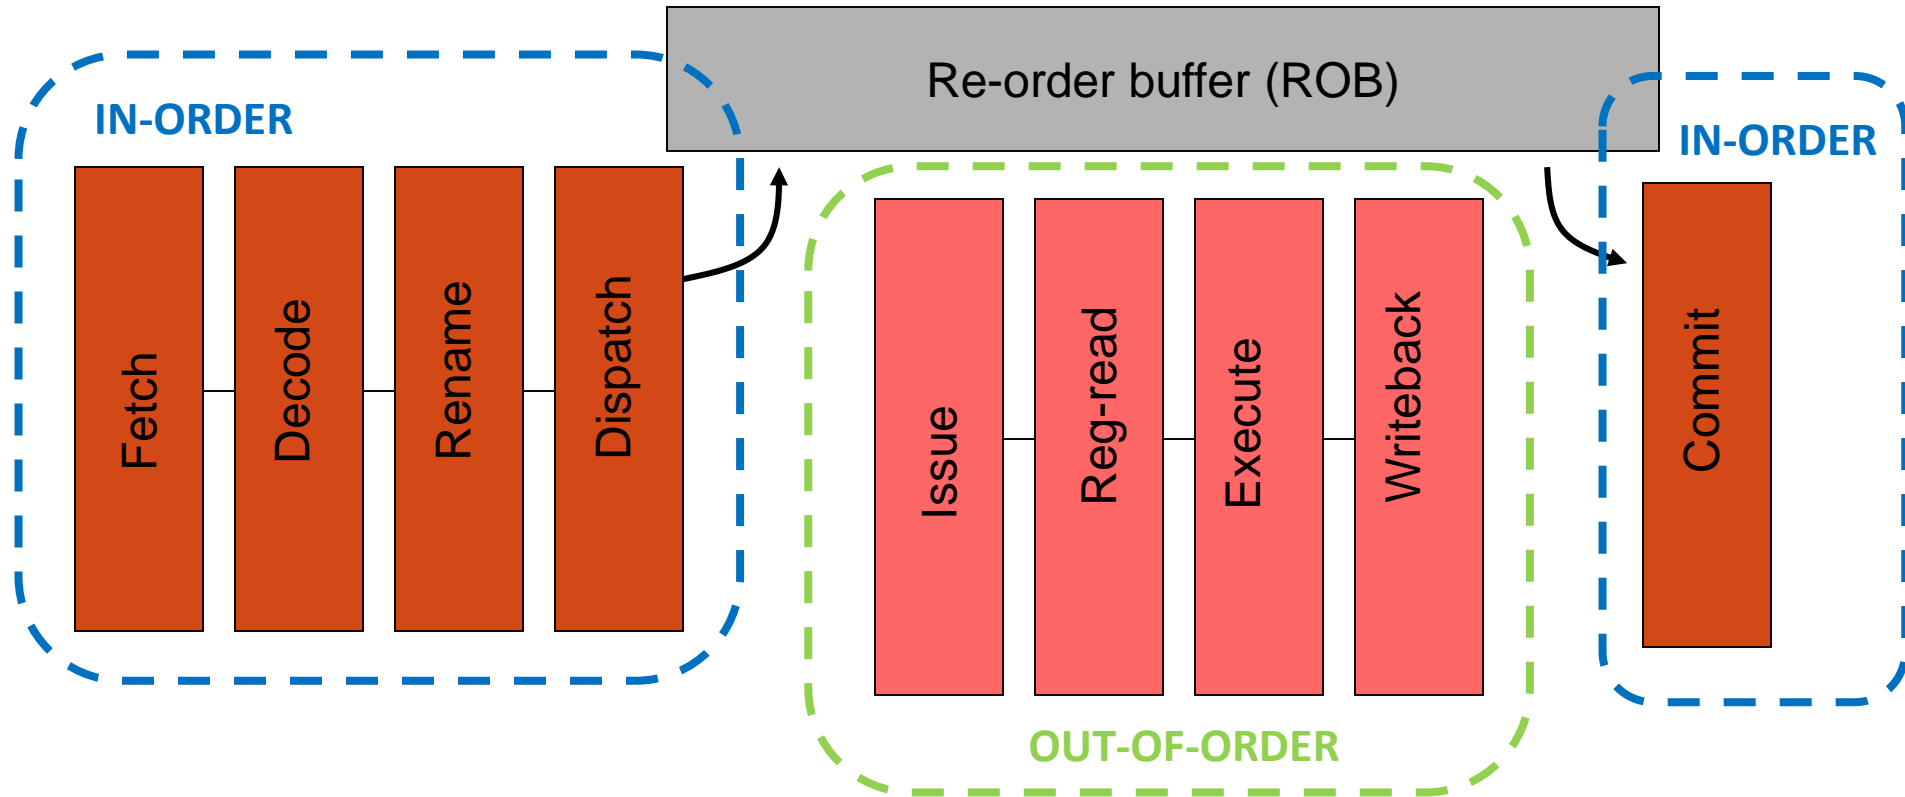 Re-order buffer (ROB)
IN-ORDER
IN-ORDER
Fetch
Decode
Rename
Dispatch
Issue
Reg-read
Execute
Writeback
Commit
OUT-OF-ORDER